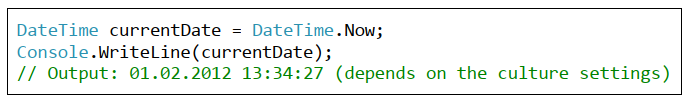 DateTime currentDate = DateTime.Now;
Console.WriteLine(currentDate);
// Output: 01.02.2012 13:34:27 (depends on the culture settings)